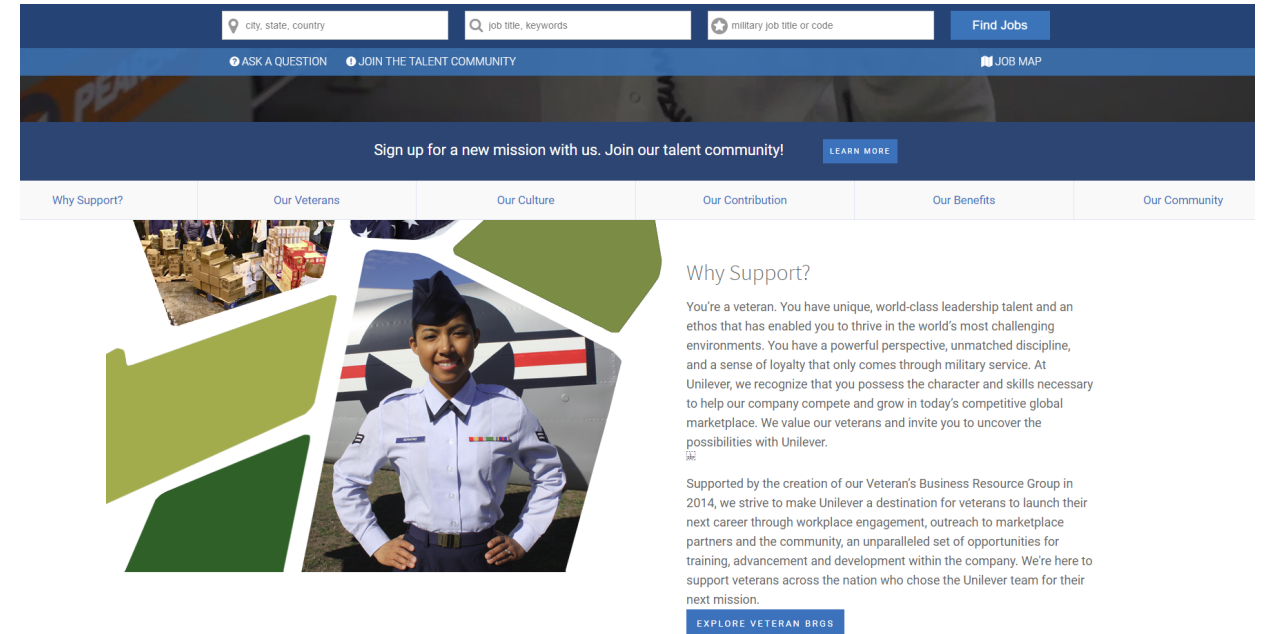 city, state, country
job title, keywords
military job title or code
Find Jobs
ASK A QUESTION
JOIN THE TALENT COMMUNITY
JOB MAP
PEARS
Sign up for a new mission with us. Join our talent community!
LEARN MORE
Why Support?
Our Veterans
Our Culture
Our Contribution
Our Benefits
Our Community
Why Support?
You're a veteran. You have unique, world-class leadership talent and an
ethos that has enabled you to thrive in the world's most challenging
environments. You have a powerful perspective, unmatched discipline,
and a sense of loyalty that only comes through military service. At
Unilever, we recognize that you possess the character and skills necessary
to help our company compete and grow in today's competitive global
marketplace. We value our veterans and invite you to uncover the
possibilities with Unilever.
Supported by the creation of our Veteran's Business Resource Group in
2014, we strive to make Unilever a destination for veterans to launch their
next career through workplace engagement, outreach to marketplace
partners and the community, an unparalleled set of opportunities for
training, advancement and development within the company. We're here to
support veterans across the nation who chose the Unilever team for their
next mission.
EXPLORE VETERAN BRGS